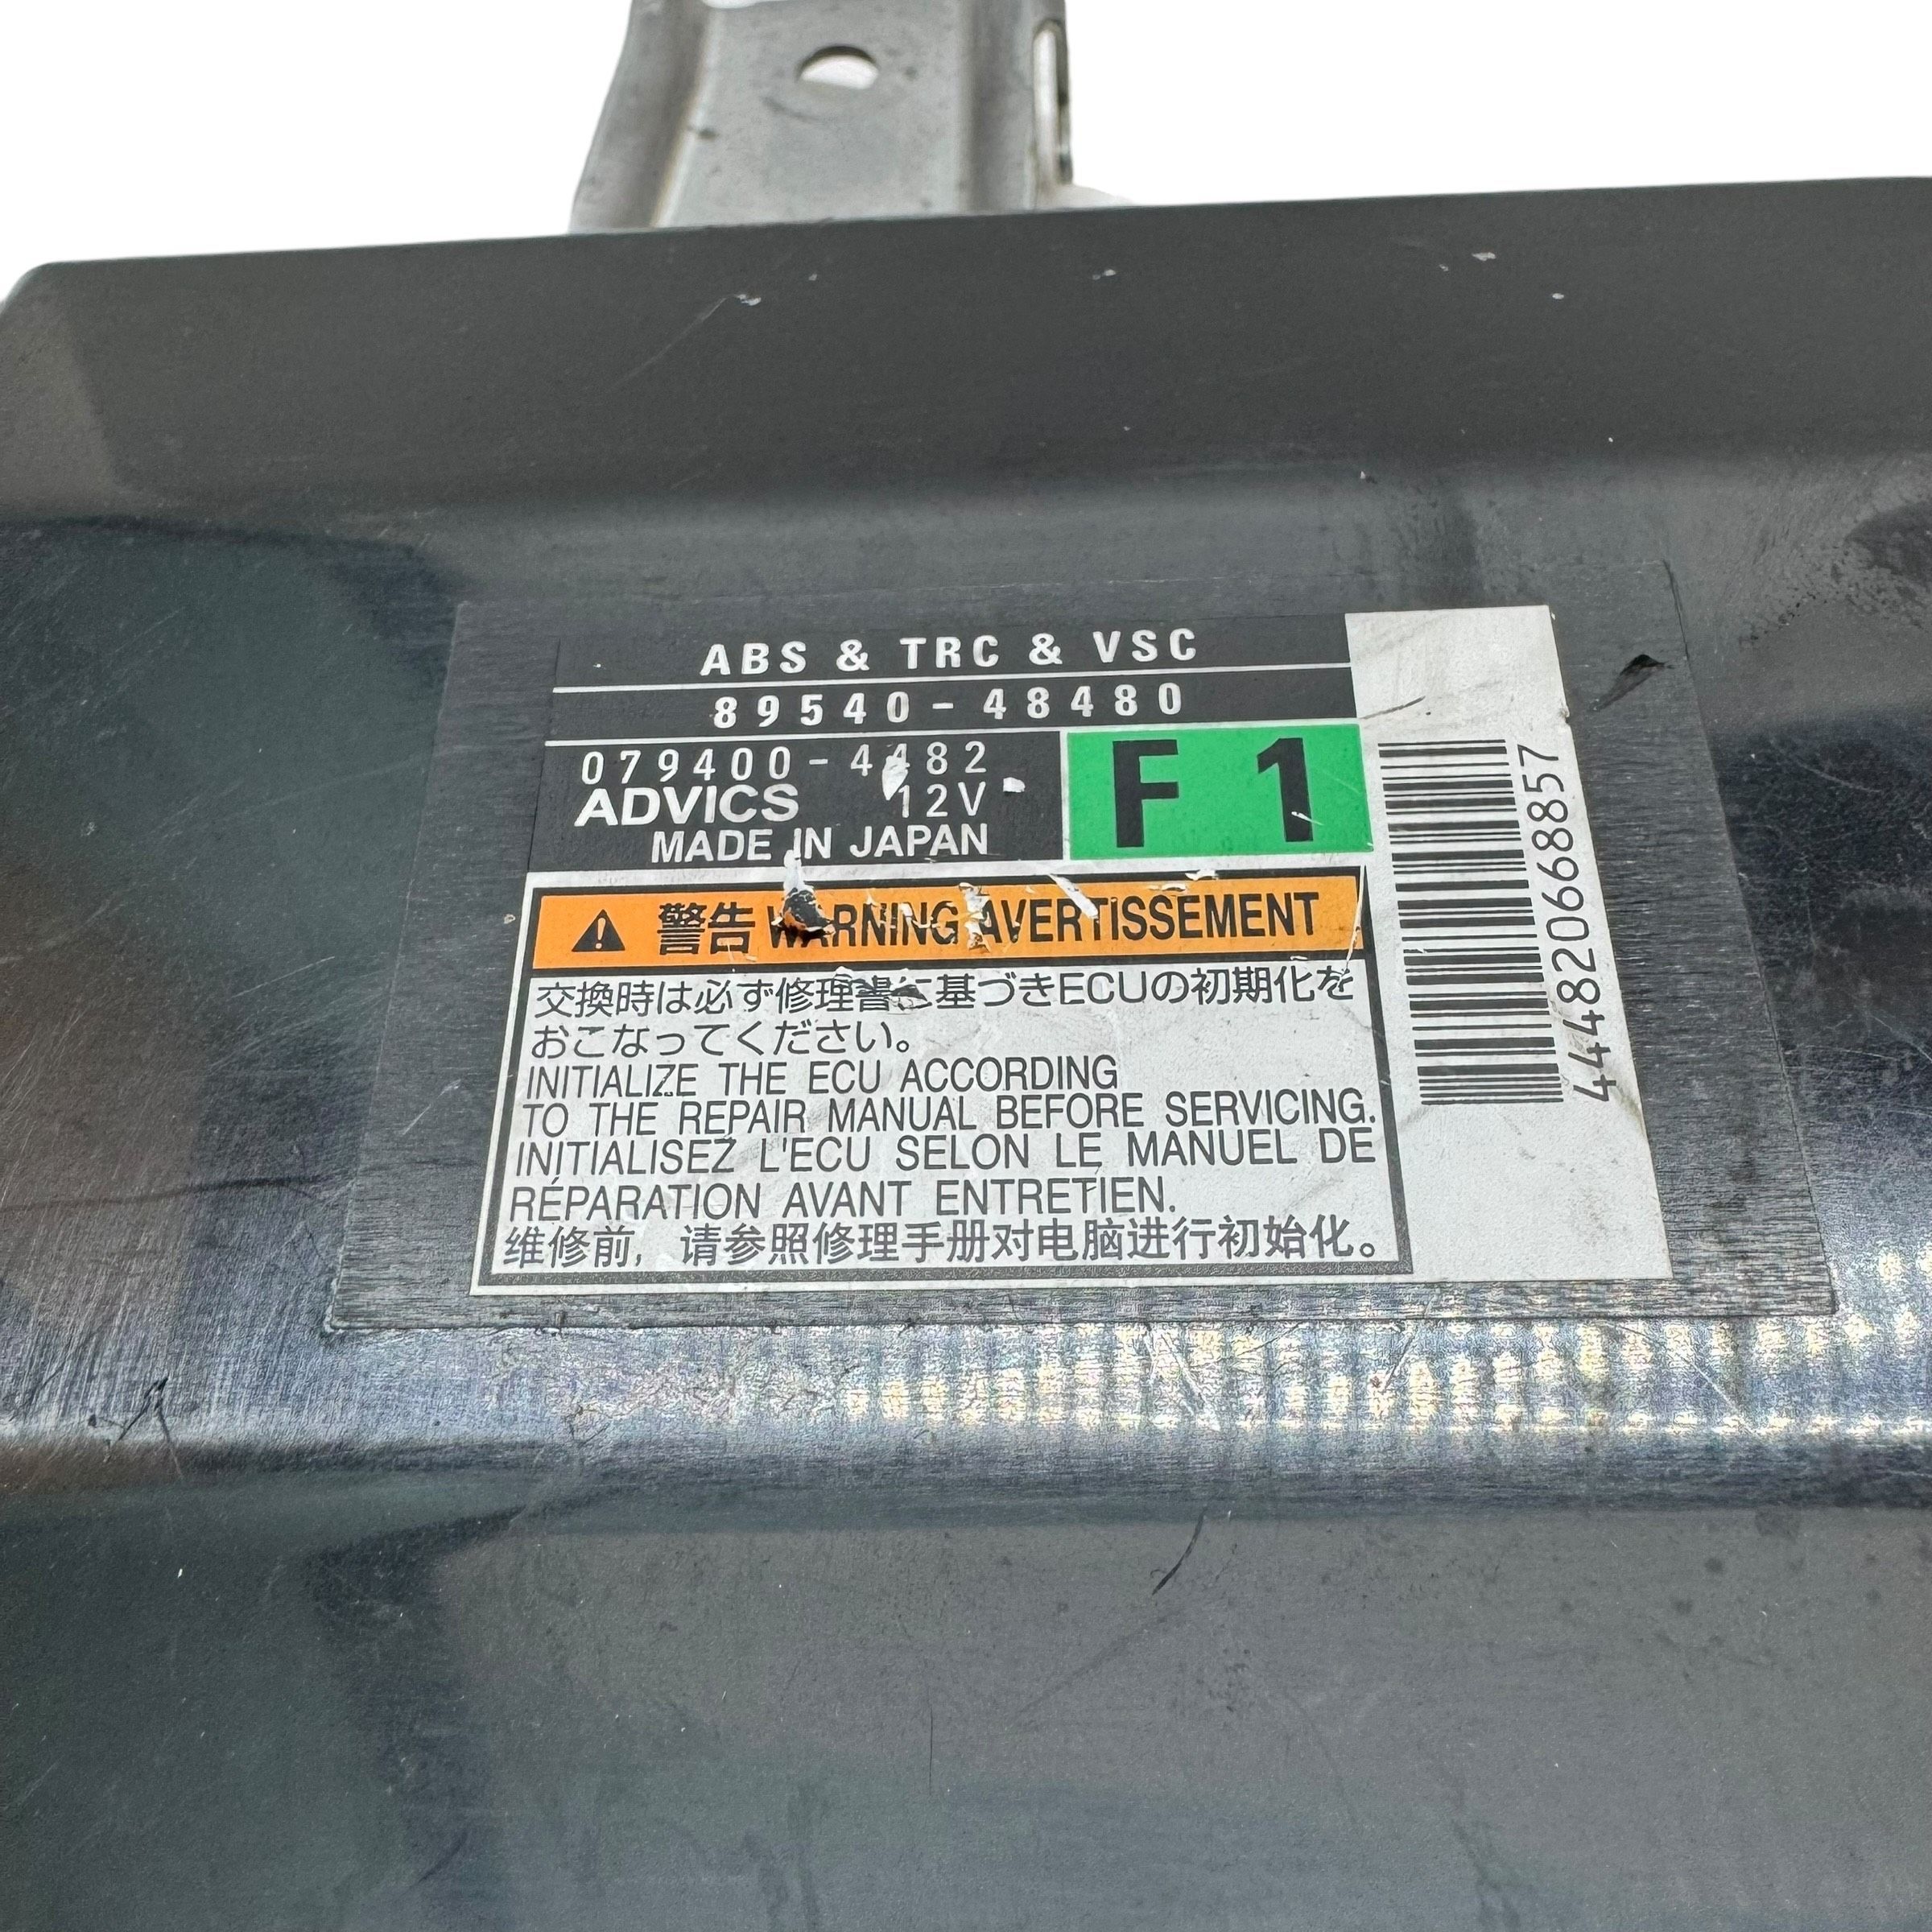 ABS & TRC & VSC
89540-48480
079400-4482
ADVICS 12V
MADE IN JAPAN
F1
警告 WARNING AVERTISSEMENT
交換時は必ず修理書に基づきECUの初期化を
おこなってください。
INITIALIZE THE ECU ACCORDING
TO THE REPAIR MANUAL BEFORE SERVICING.
INITIALISEZ L'ECU SELON LE MANUEL DE
RÉPARATION AVANT ENTRETIEN.
维修前，请参照修理手册对电脑进行初始化。
444820668857